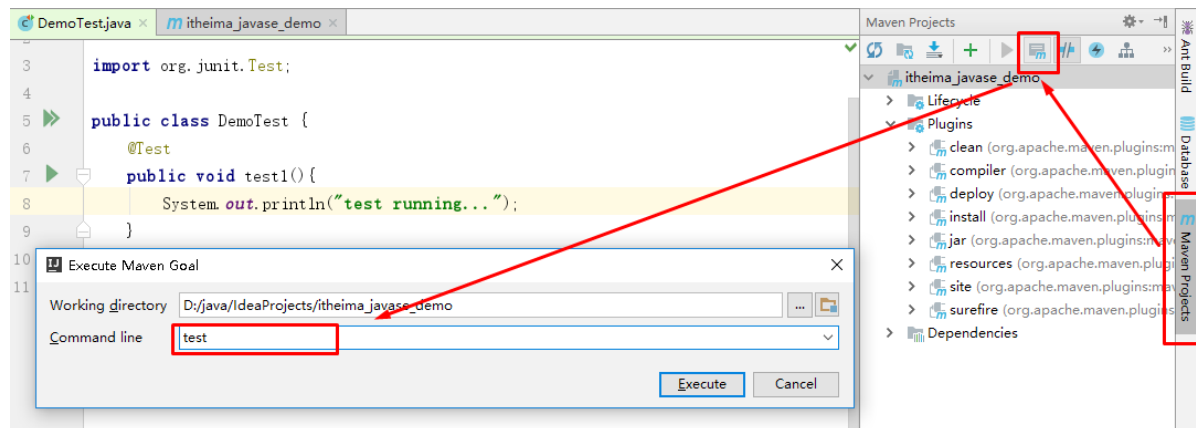 DemoTest.java
itheima_javase_demo
Maven Projects
3 import org.junit.Test;
4
5 public class DemoTest {
6 @Test
7 public void test1(){
8 System.out.println("test running...");
9 }
10
11
Execute Maven Goal
Working directory D:/java/IdeaProjects/itheima_javase_demo ...
Command line test
Execute Cancel
itheima_javase_demo
Lifecycle
Plugins
clean (org.apache.maven.plugins:m
compiler (org.apache.maven.plugin
deploy (org.apache.maven.plugins:
install (org.apache.maven.plugins:m
jar (org.apache.maven.plugins:mave
resources (org.apache.maven.plugi
site (org.apache.maven.plugins:mav
surefire (org.apache.maven.plugins
Dependencies
Ant Build
Database
Maven Projects